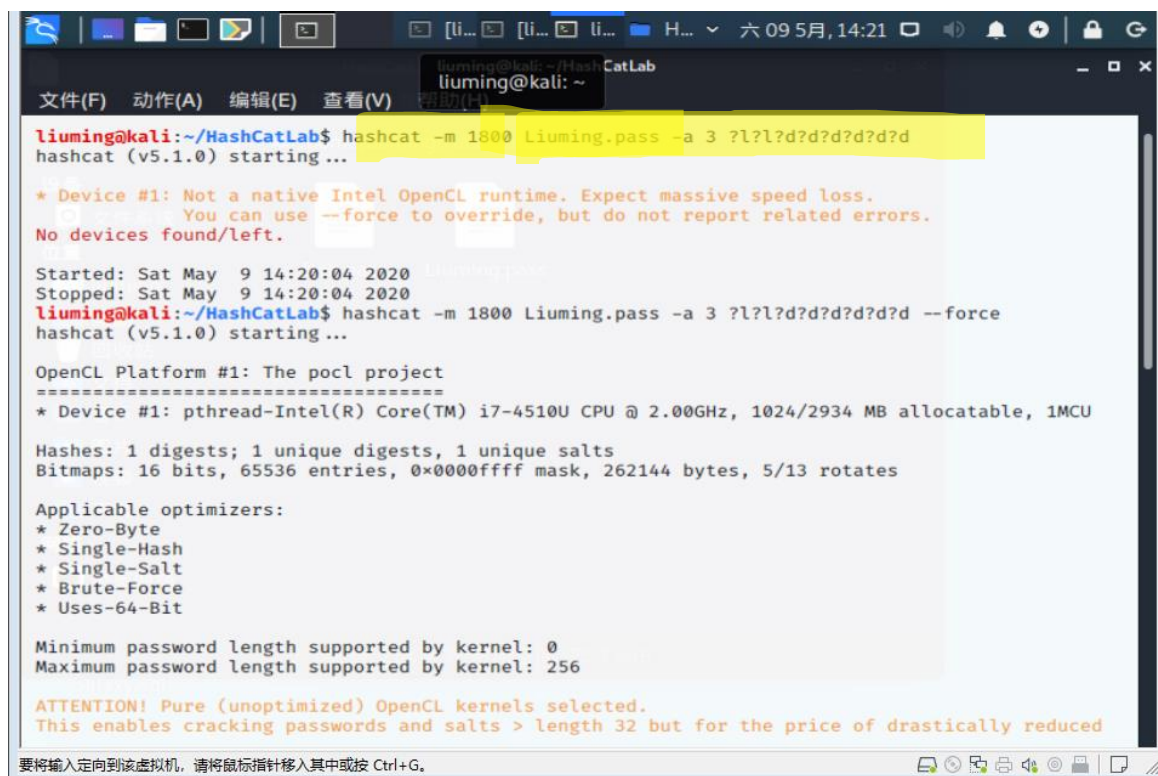 [li... [li... li... H... 六 09 5月, 14:21
liuming@kali: ~/HashCatLab
liuming@kali: ~
文件(F) 动作(A) 编辑(E) 查看(V) 帮助(H)
liuming@kali:~/HashCatLab$ hashcat -m 1800 Liuming.pass -a 3 ?l?l?d?d?d?d?d?d
hashcat (v5.1.0) starting...
* Device #1: Not a native Intel OpenCL runtime. Expect massive speed loss.
You can use --force to override, but do not report related errors.
No devices found/left.
Started: Sat May  9 14:20:04 2020
Stopped: Sat May  9 14:20:04 2020
liuming@kali:~/HashCatLab$ hashcat -m 1800 Liuming.pass -a 3 ?l?l?d?d?d?d?d?d --force
hashcat (v5.1.0) starting...
OpenCL Platform #1: The pocl project
====================================
* Device #1: pthread-Intel(R) Core(TM) i7-4510U CPU @ 2.00GHz, 1024/2934 MB allocatable, 1MCU
Hashes: 1 digests; 1 unique digests, 1 unique salts
Bitmaps: 16 bits, 65536 entries, 0x0000ffff mask, 262144 bytes, 5/13 rotates
Applicable optimizers:
* Zero-Byte
* Single-Hash
* Single-Salt
* Brute-Force
* Uses-64-Bit
Minimum password length supported by kernel: 0
Maximum password length supported by kernel: 256
ATTENTION! Pure (unoptimized) OpenCL kernels selected.
This enables cracking passwords and salts > length 32 but for the price of drastically reduced
要将输入定向到该虚拟机，请将鼠标指针移入其中或按 Ctrl+G。